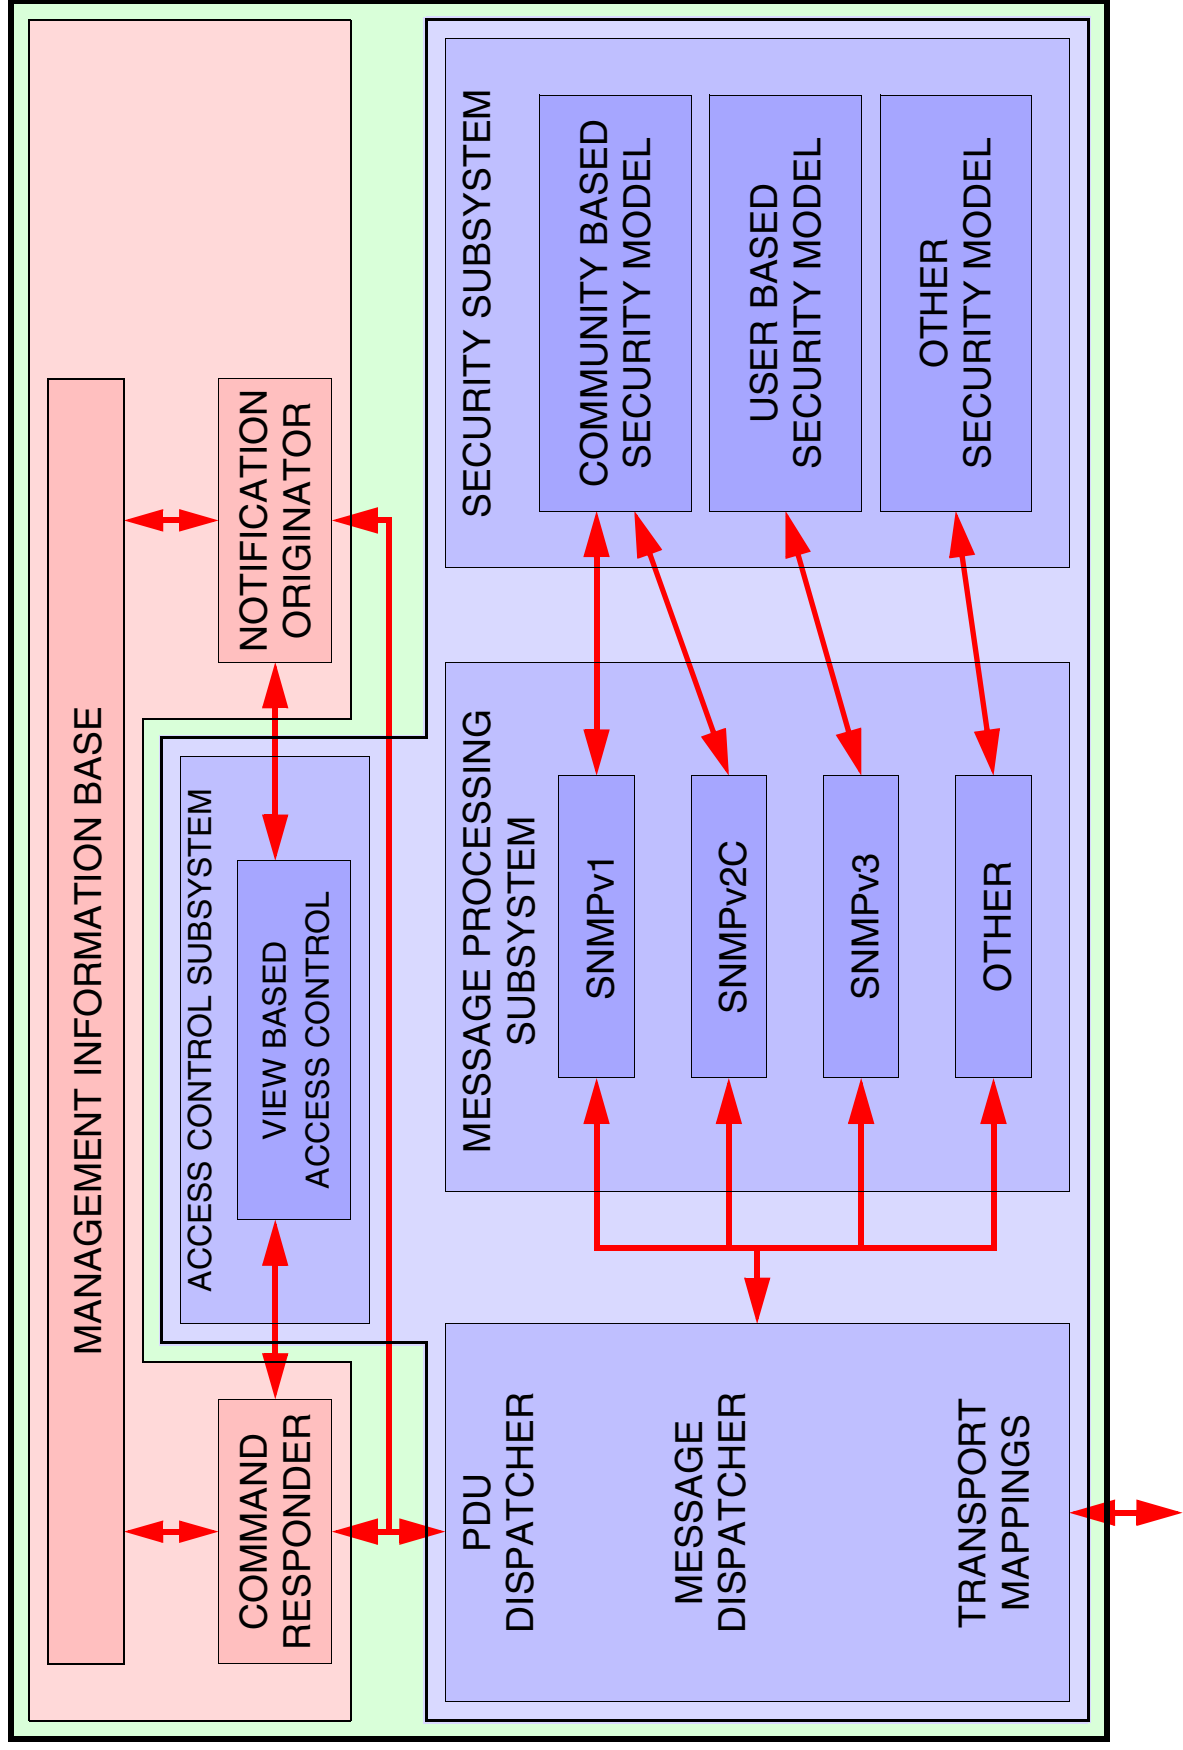 MANAGEMENT INFORMATION BASE
COMMAND
RESPONDER
NOTIFICATION
ORIGINATOR
ACCESS CONTROL SUBSYSTEM
VIEW BASED
ACCESS CONTROL
PDU
DISPATCHER
MESSAGE
DISPATCHER
TRANSPORT
MAPPINGS
MESSAGE PROCESSING
SUBSYSTEM
SNMPv1
SNMPv2C
SNMPv3
OTHER
SECURITY SUBSYSTEM
COMMUNITY BASED
SECURITY MODEL
USER BASED
SECURITY MODEL
OTHER
SECURITY MODEL